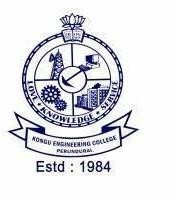 LOVE • KNOWLEDGE • SERVICE
KONGU ENGINEERING COLLEGE
PERUNDURAI
Estd : 1984